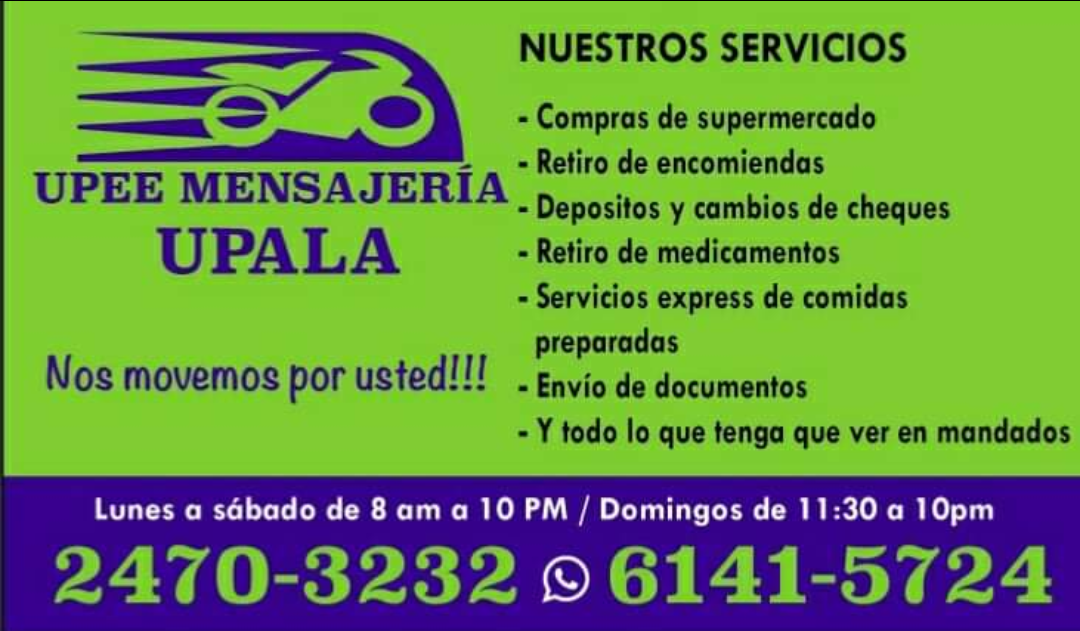 UPEE MENSAJERÍA
UPALA
Nos movemos por usted!!!
NUESTROS SERVICIOS
- Compras de supermercado
- Retiro de encomiendas
- Depositos y cambios de cheques
- Retiro de medicamentos
- Servicios express de comidas
preparadas
- Envío de documentos
- Y todo lo que tenga que ver en mandados
Lunes a sábado de 8 am a 10 PM / Domingos de 11:30 a 10pm
2470-3232 6141-5724